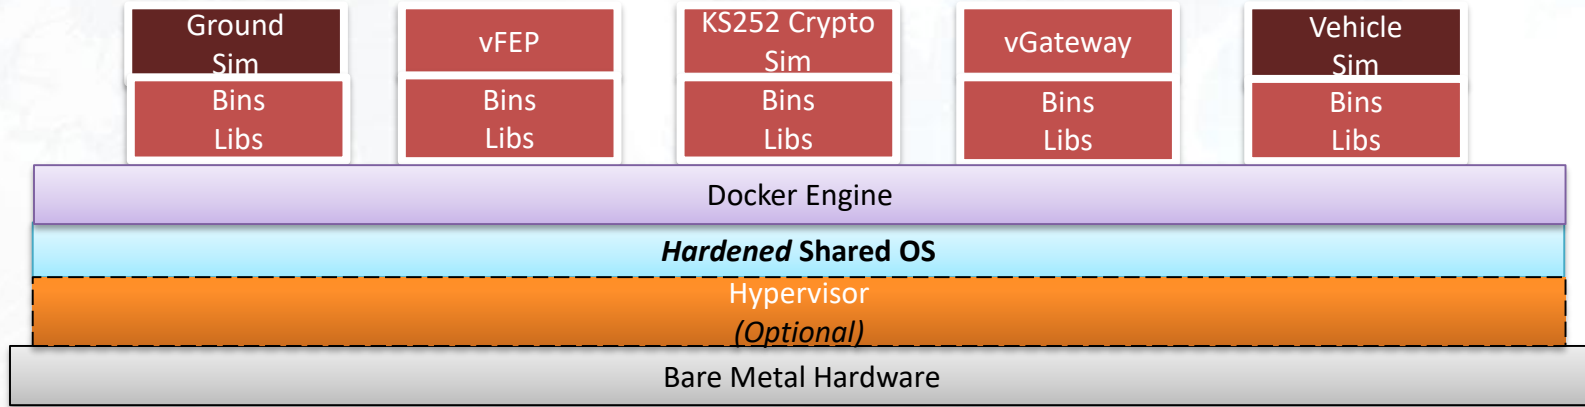 Ground
Sim
vFEP
KS252 Crypto
Sim
vGateway
Vehicle
Sim
Bins
Libs
Bins
Libs
Bins
Libs
Bins
Libs
Bins
Libs
Docker Engine
Hardened Shared OS
Hypervisor
(Optional)
Bare Metal Hardware